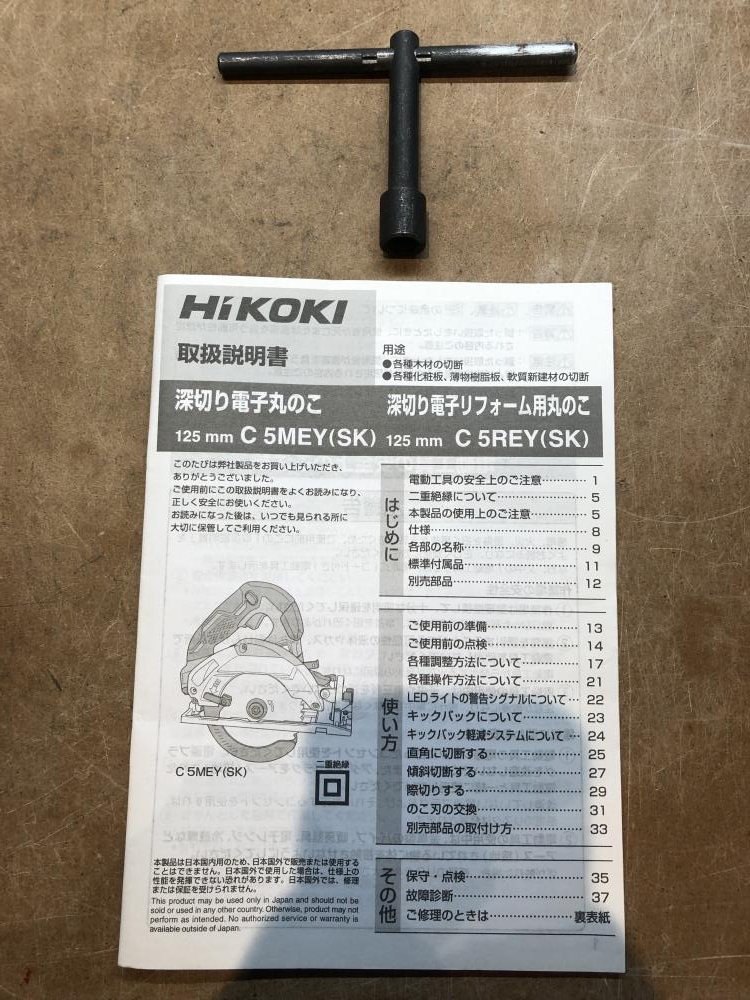 HiKOKI
取扱説明書
用途
●各種木材の切断
●各種化粧板、薄物樹脂板、軟質新建材の切断
深切り電子丸のこ
125 mm C 5MEY(SK)
深切り電子リフォーム用丸のこ
125 mm C 5REY(SK)
このたびは弊社製品をお買い上げいただき、
ありがとうございました。
ご使用前にこの取扱説明書をよくお読みになり、
正しく安全にお使いください。
お読みになった後は、いつでも見られる所に
大切に保管してご利用ください。
C 5MEY(SK)
二重絶縁
本製品は日本国内用のため、日本国外で販売または使用する
ことはできません。日本国外で使用した場合は、仕様上の
性能を発揮できない恐れがあります。日本国外では、修理
または保証を受けられません。
This product may be used only in Japan and should not be
sold or used in any other country. Otherwise, product may not
perform as intended. No authorized service or warranty is
available outside of Japan.
はじめに
電動工具の安全上のご注意………… 1
二重絶縁について………………… 5
本製品の使用上のご注意………… 5
仕様………………………………… 8
各部の名称………………………… 9
標準付属品………………………… 11
別売部品…………………………… 12
使い方
ご使用前の準備…………………… 13
ご使用前の点検…………………… 14
各種調整方法について…………… 17
各種操作方法について…………… 21
LEDライトの警告シグナルについて… 22
キックバックについて…………… 23
キックバック軽減システムについて… 24
直角に切断する…………………… 25
傾斜切断する……………………… 27
際切りする………………………… 29
のこ刃の交換……………………… 31
別売部品の取付け方……………… 33
その他
保守・点検………………………… 35
故障診断…………………………… 37
ご修理のときは………………裏表紙